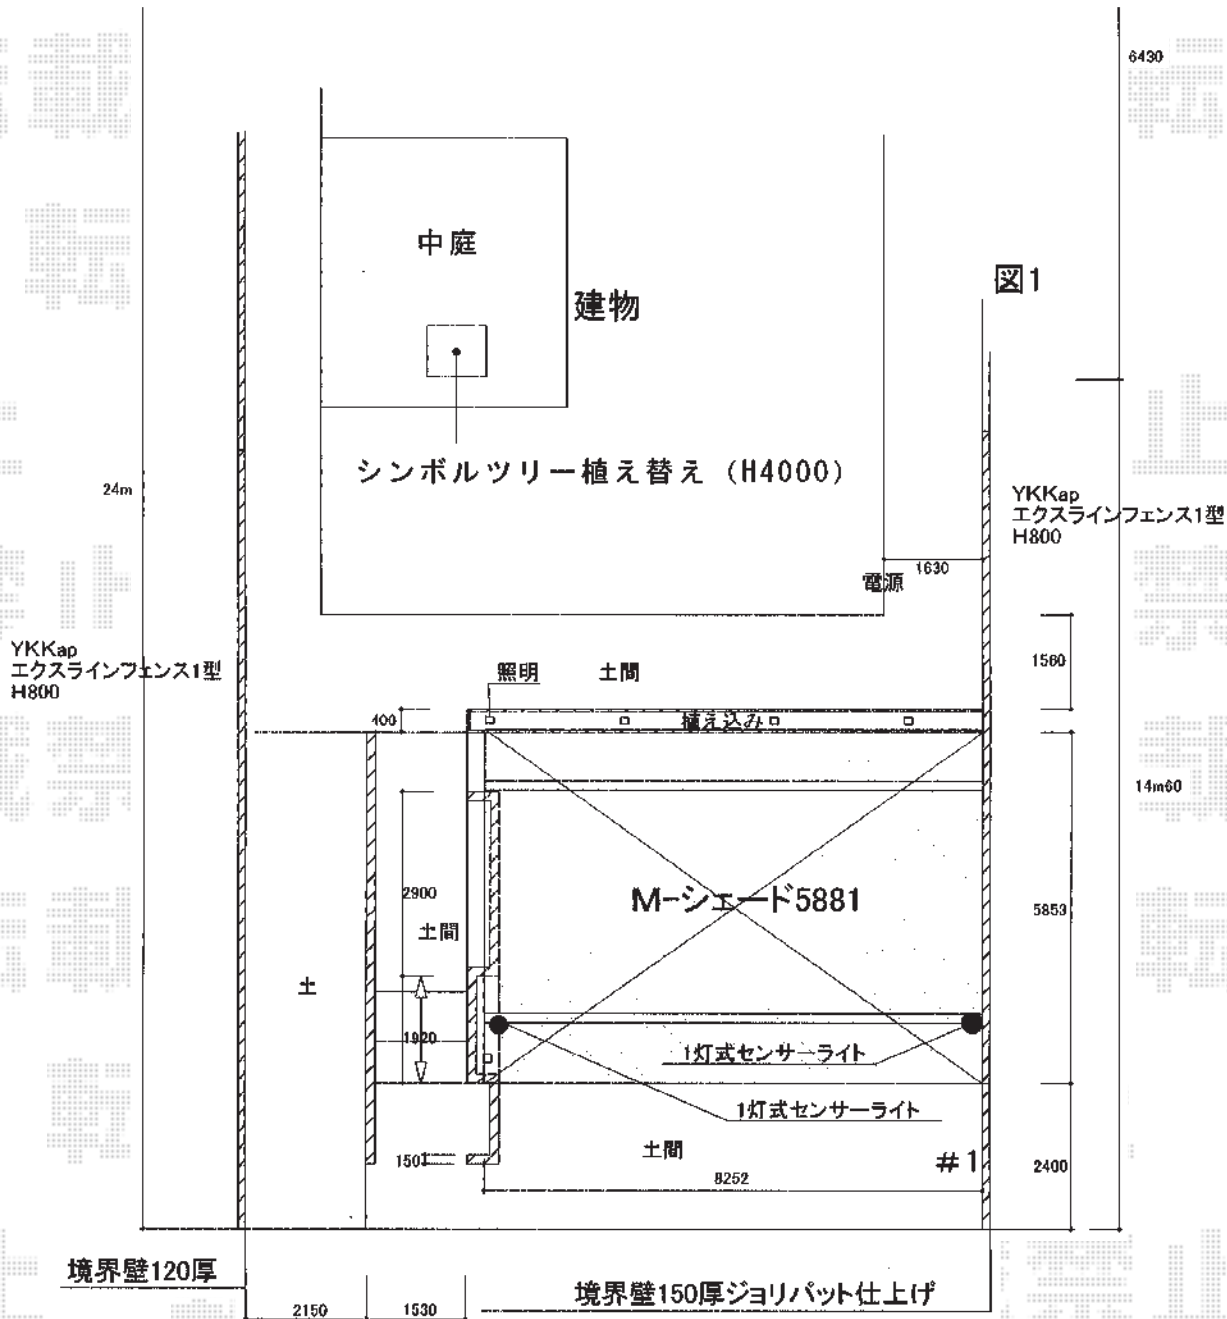 6430
中庭
図1
建物
シンボルツリー植え替え (H4000)
24m
YKKap
エクスラインフェンス1型
H800
電源
1630
YKKap
エクスラインフェンス1型
H800
照明
土間
1560
400
植え込み
14m60
2900
M-シェード5881
5853
土間
土
1920
1灯式センサーライト
1灯式センサーライト
土間
#1
150
2400
8252
境界壁120厚
境界壁150厚ジョリパット仕上げ
2150
1530